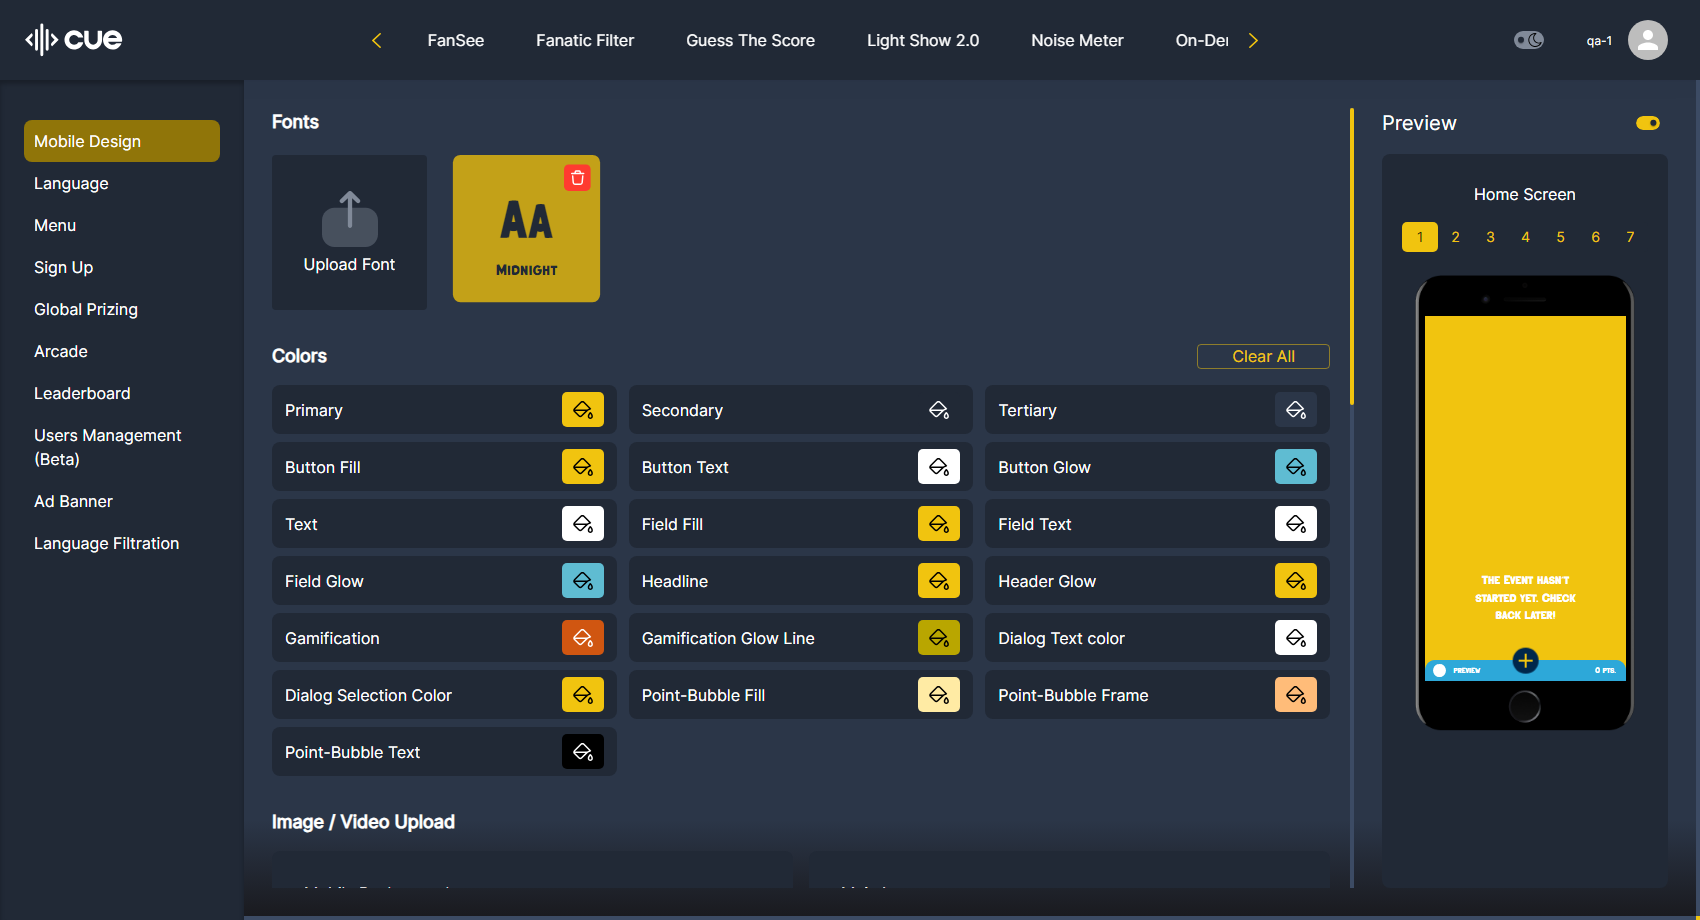 cue
FanSee
Fanatic Filter
Guess The Score
Light Show 2.0
Noise Meter
On-De
qa-1
Mobile Design
Language
Menu
Sign Up
Global Prizing
Arcade
Leaderboard
Users Management
(Beta)
Ad Banner
Language Filtration
Fonts
Upload Font
AA
MIDNIGHT
Colors
Clear All
Primary
Secondary
Tertiary
Button Fill
Button Text
Button Glow
Text
Field Fill
Field Text
Field Glow
Headline
Header Glow
Gamification
Gamification Glow Line
Dialog Text color
Dialog Selection Color
Point-Bubble Fill
Point-Bubble Frame
Point-Bubble Text
Image / Video Upload
Preview
Home Screen
1 2 3 4 5 6 7
THE EVENT HASN'T
STARTED YET. CHECK
BACK LATER!
PREVIEW
0 PTS.